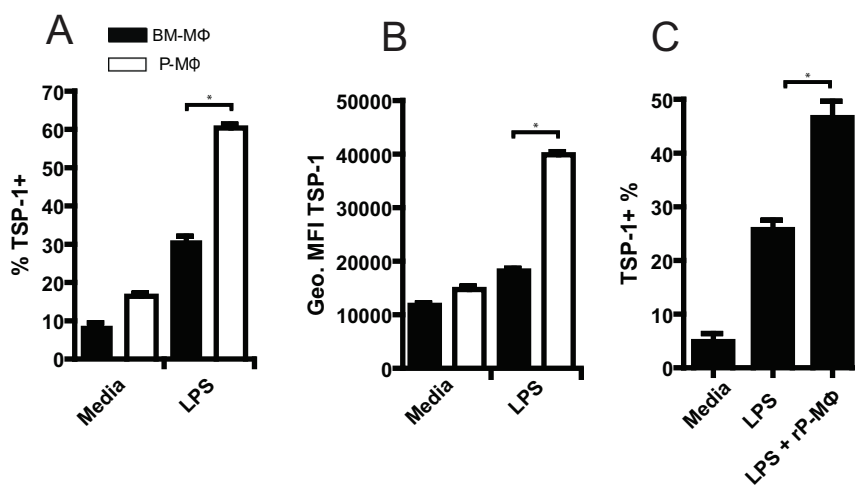 A
BM-MΦ
P-MΦ
% TSP-1+
70
60
50
40
30
20
10
0
*
Media
LPS
B
Geo. MFI TSP-1
50000
40000
30000
20000
10000
0
*
Media
LPS
C
TSP-1+ %
50
40
30
20
10
0
*
Media
LPS
LPS + rP-MΦ